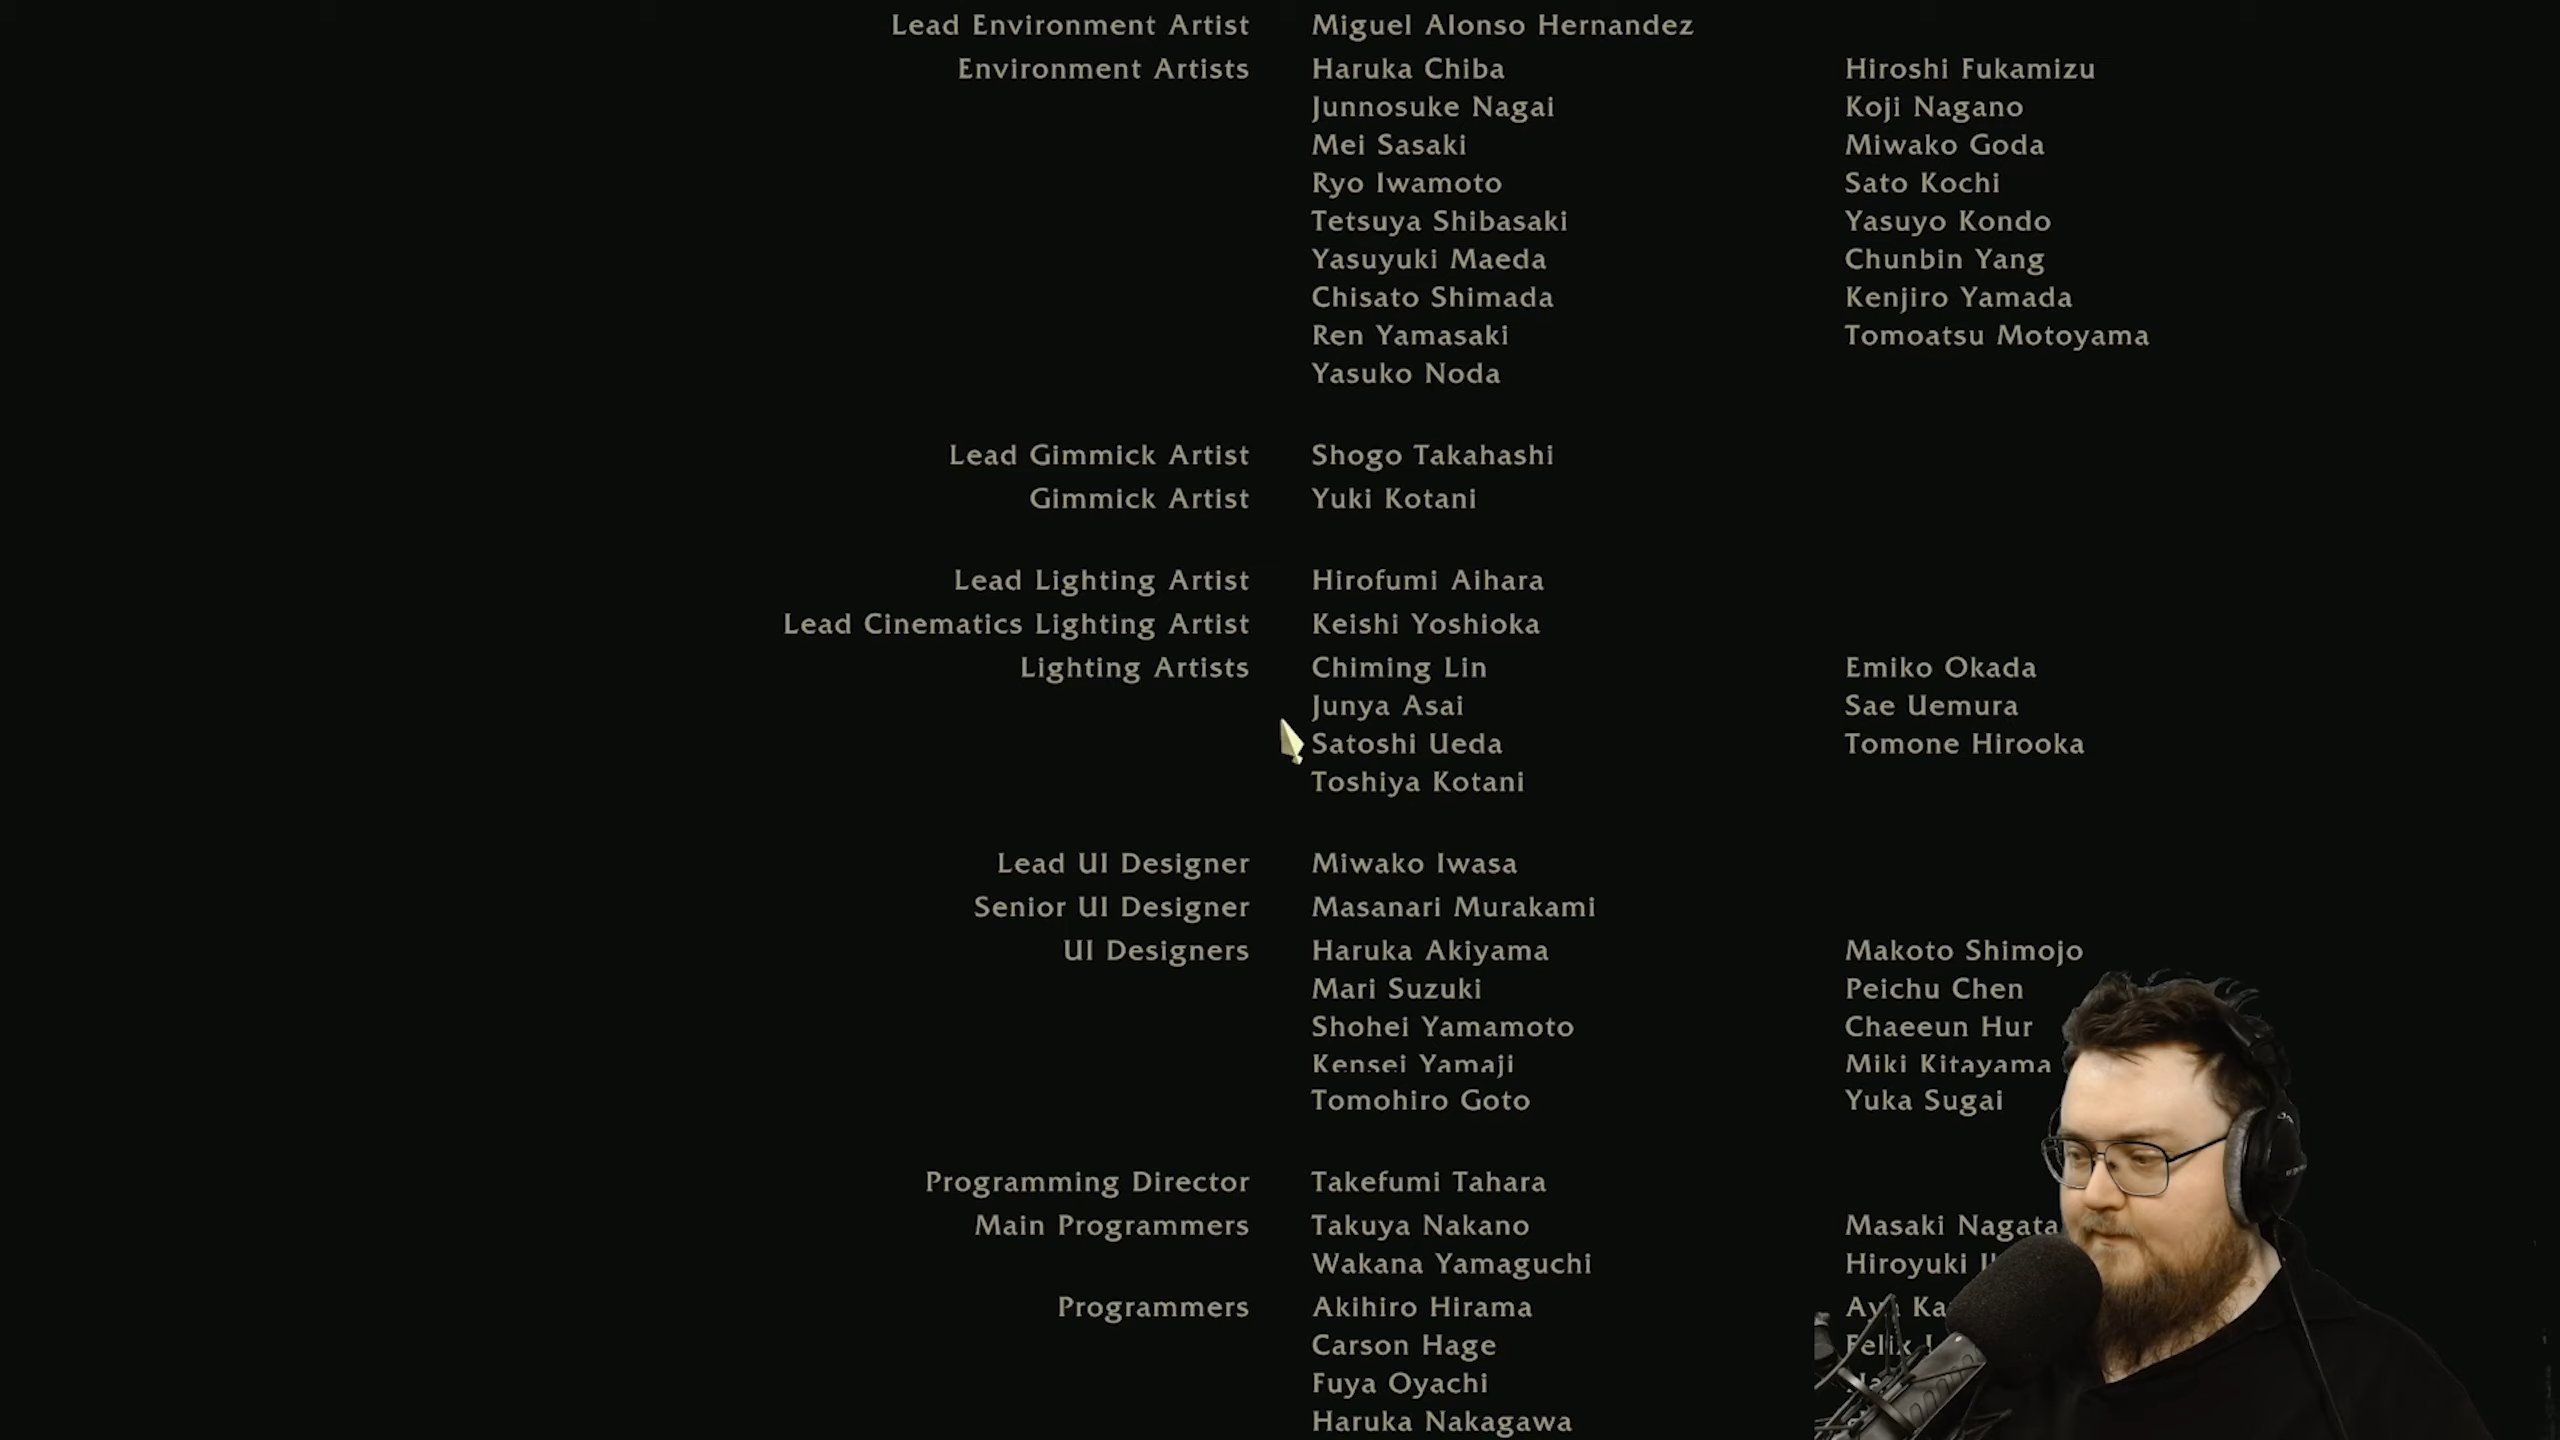 Lead Environment Artist Miguel Alonso Hernandez
Environment Artists Haruka Chiba Hiroshi Fukamizu
Junnosuke Nagai Koji Nagano
Mei Sasaki Miwako Goda
Ryo Iwamoto Sato Kochi
Tetsuya Shibasaki Yasuyo Kondo
Yasuyuki Maeda Chunbin Yang
Chisato Shimada Kenjiro Yamada
Ren Yamasaki Tomoatsu Motoyama
Yasuko Noda
Lead Gimmick Artist Shogo Takahashi
Gimmick Artist Yuki Kotani
Lead Lighting Artist Hirofumi Aihara
Lead Cinematics Lighting Artist Keishi Yoshioka
Lighting Artists Chiming Lin Emiko Okada
Junya Asai Sae Uemura
Satoshi Ueda Tomone Hirooka
Toshiya Kotani
Lead UI Designer Miwako Iwasa
Senior UI Designer Masanari Murakami
UI Designers Haruka Akiyama Makoto Shimojo
Mari Suzuki Peichu Chen
Shohei Yamamoto Chaeeun Hur
Kensei Yamaji Miki Kitayama
Tomohiro Goto Yuka Sugai
Programming Director Takefumi Tahara
Main Programmers Takuya Nakano Masaki Nagata
Wakana Yamaguchi Hiroyuki
Programmers Akihiro Hirama
Carson Hage Felix
Fuya Oyachi
Haruka Nakagawa